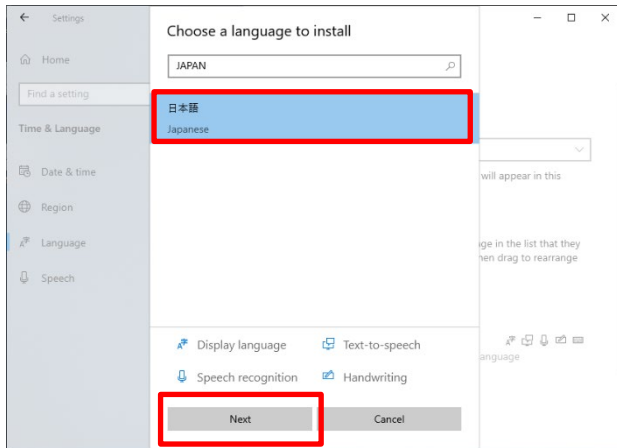 Settings
Home
Find a setting
Time & Language
Date & time
Region
Language
Speech
Choose a language to install
JAPAN
日本語
Japanese
Display language
Text-to-speech
Speech recognition
Handwriting
Next
Cancel
will appear in this
ge in the list that they
hen drag to rearrange
anguage